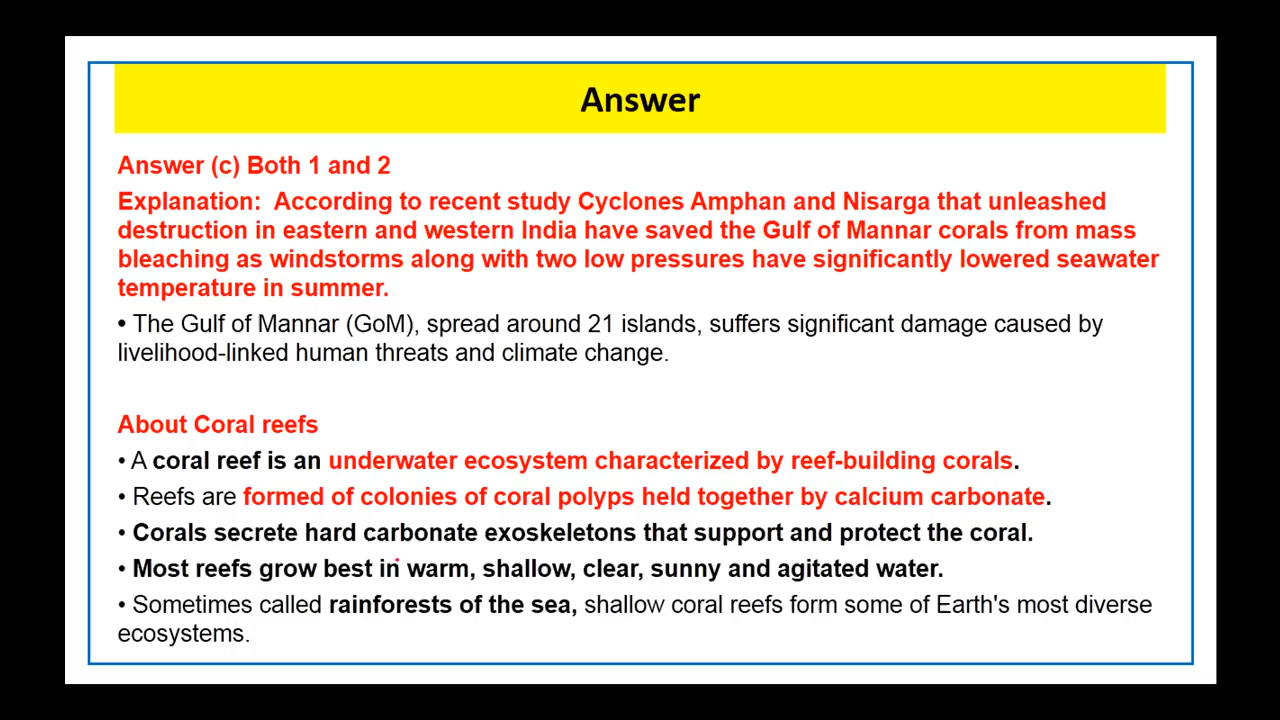 Answer
Answer (c) Both 1 and 2
Explanation: According to recent study Cyclones Amphan and Nisarga that unleashed
destruction in eastern and western India have saved the Gulf of Mannar corals from mass
bleaching as windstorms along with two low pressures have significantly lowered seawater
temperature in summer.
• The Gulf of Mannar (GoM), spread around 21 islands, suffers significant damage caused by
livelihood-linked human threats and climate change.
About Coral reefs
• A coral reef is an underwater ecosystem characterized by reef-building corals.
• Reefs are formed of colonies of coral polyps held together by calcium carbonate.
• Corals secrete hard carbonate exoskeletons that support and protect the coral.
• Most reefs grow best in warm, shallow, clear, sunny and agitated water.
• Sometimes called rainforests of the sea, shallow coral reefs form some of Earth's most diverse
ecosystems.